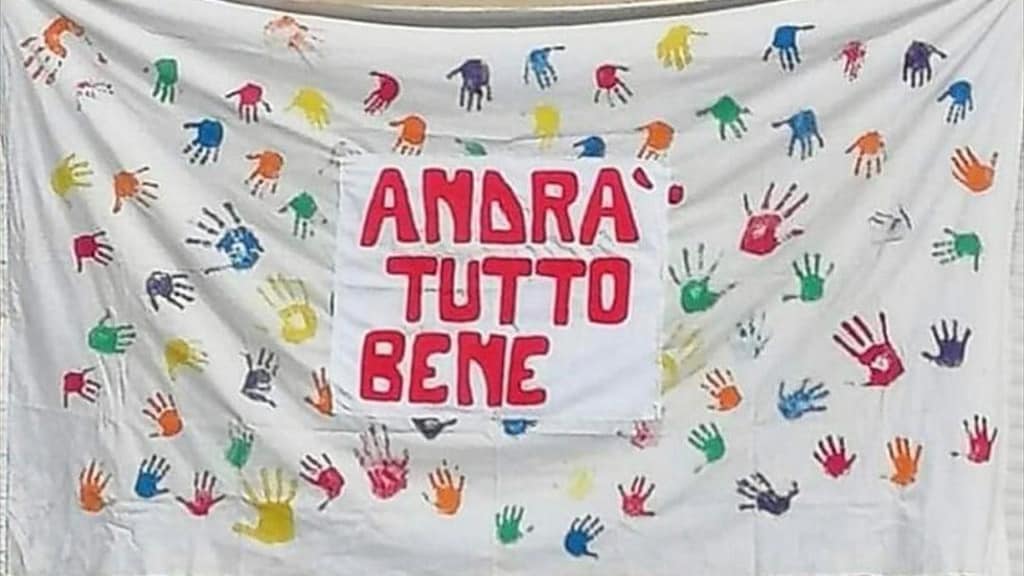 ANDRA'
TUTTO
BENE